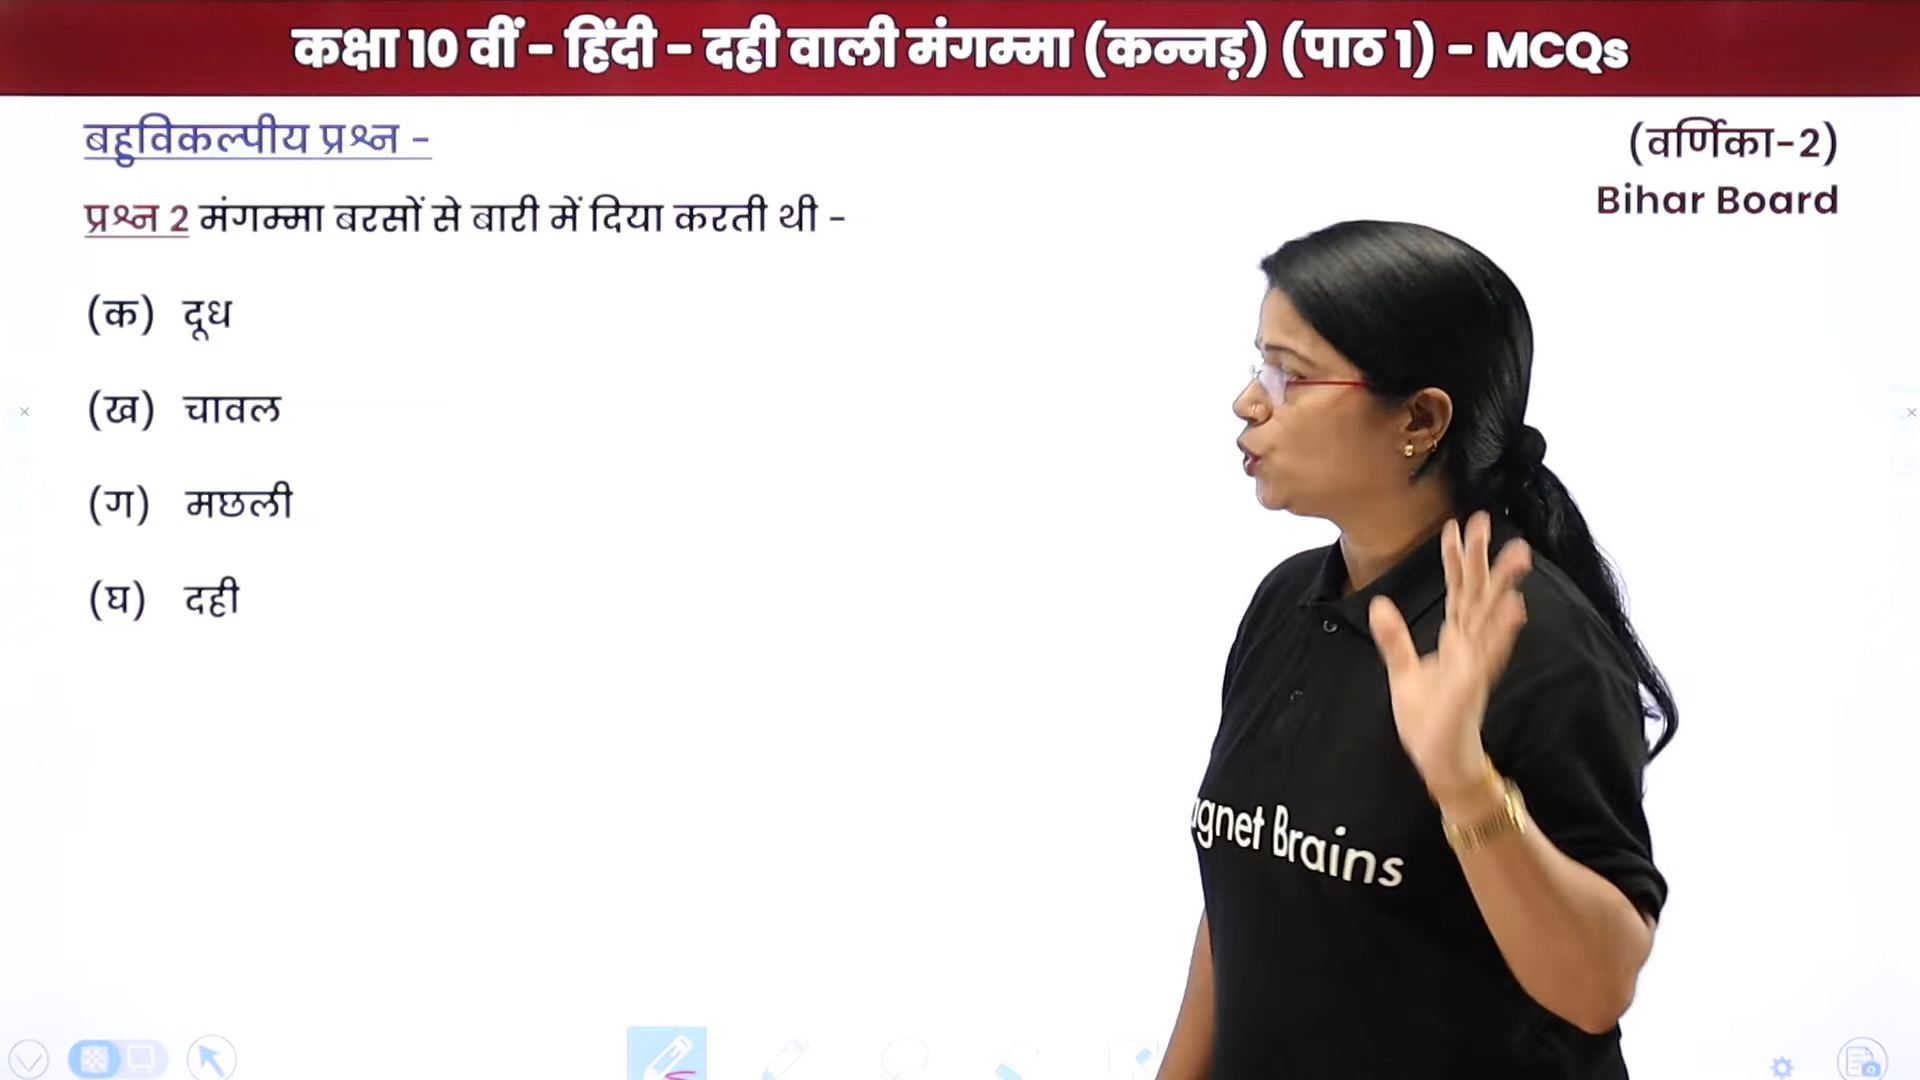 कक्षा 10 वीं - हिंदी - दही वाली मंगम्मा (कन्नड़) (पाठ 1) - MCQs
बहुविकल्पीय प्रश्न -
(वर्णिका-2)
Bihar Board
प्रश्न 2 मंगम्मा बरसों से बारी में दिया करती थी -
(क) दूध
(ख) चावल
(ग) मछली
(घ) दही
agnet Brains